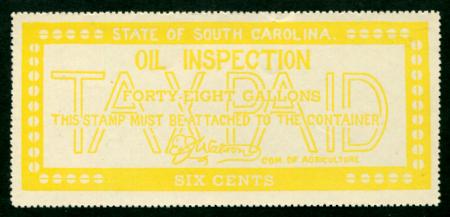 STATE OF SOUTH CAROLINA.
OIL INSPECTION
TAX PAID
FORTY-EIGHT GALLONS
THIS STAMP MUST BE ATTACHED TO THE CONTAINER.
E J Watson
COM. OF AGRICULTURE
SIX CENTS